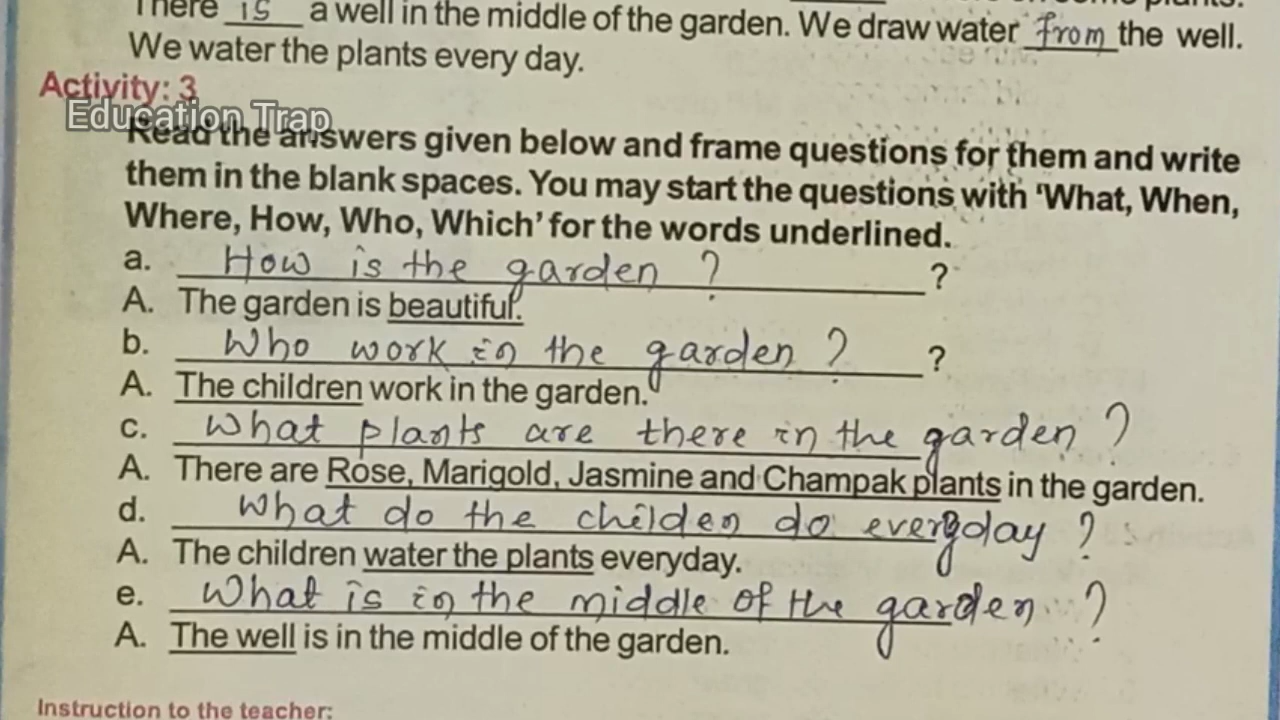 There is a well in the middle of the garden. We draw water from the well.
We water the plants every day.
Activity: 3
Education Trap
Read the answers given below and frame questions for them and write
them in the blank spaces. You may start the questions with 'What, When,
Where, How, Who, Which' for the words underlined.
a. How is the garden ? ?
A. The garden is beautiful.
b. Who work in the garden ? ?
A. The children work in the garden.
c. What plants are there in the garden ?
A. There are Rose, Marigold, Jasmine and Champak plants in the garden.
d. What do the childen do everyday ?
A. The children water the plants everyday.
e. What is in the middle of the garden ?
A. The well is in the middle of the garden.
Instruction to the teacher: